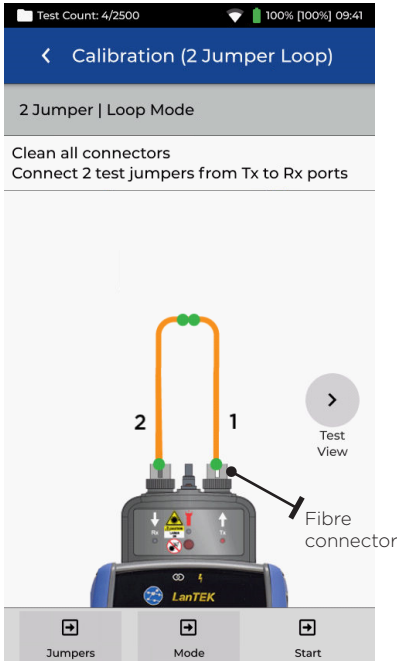 Test Count: 4/2500 100% [100%] 09:41
Calibration (2 Jumper Loop)
2 Jumper | Loop Mode
Clean all connectors
Connect 2 test jumpers from Tx to Rx ports
2 1
Test
View
Fibre
connector
Rx Tx
LanTEK
Jumpers Mode Start